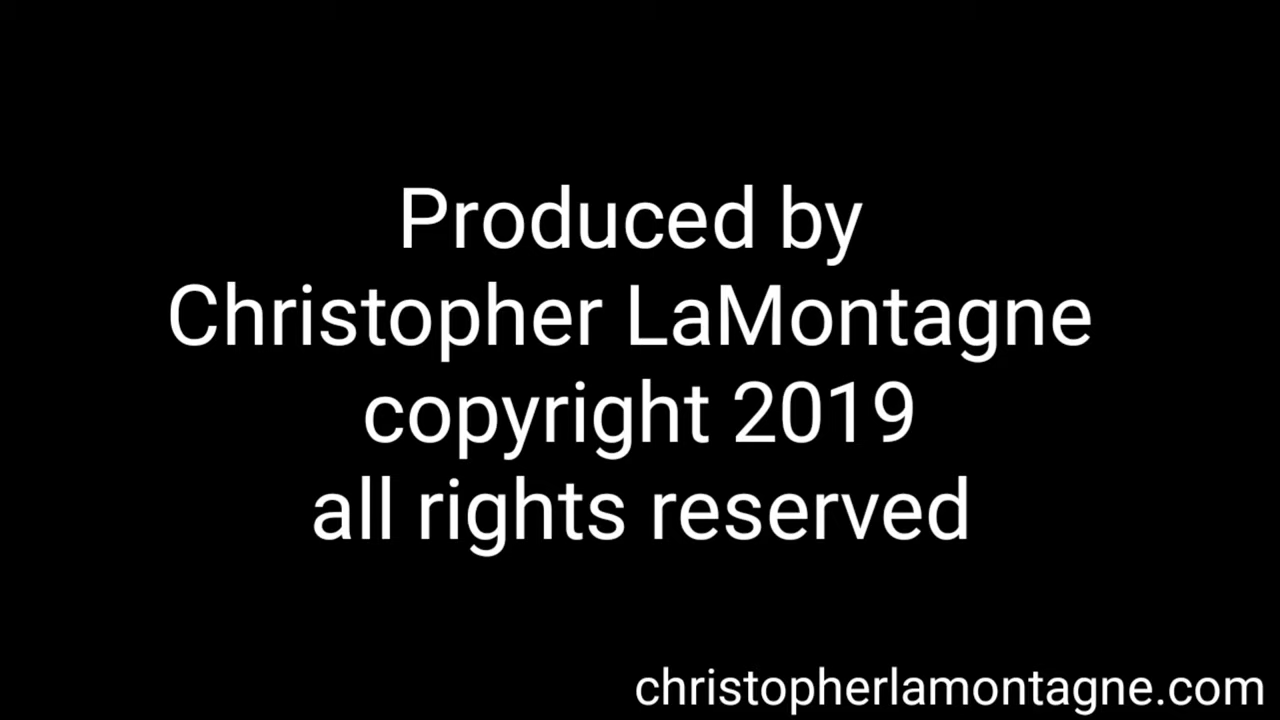 Produced by
Christopher LaMontagne
copyright 2019
all rights reserved
christopherlamontagne.com